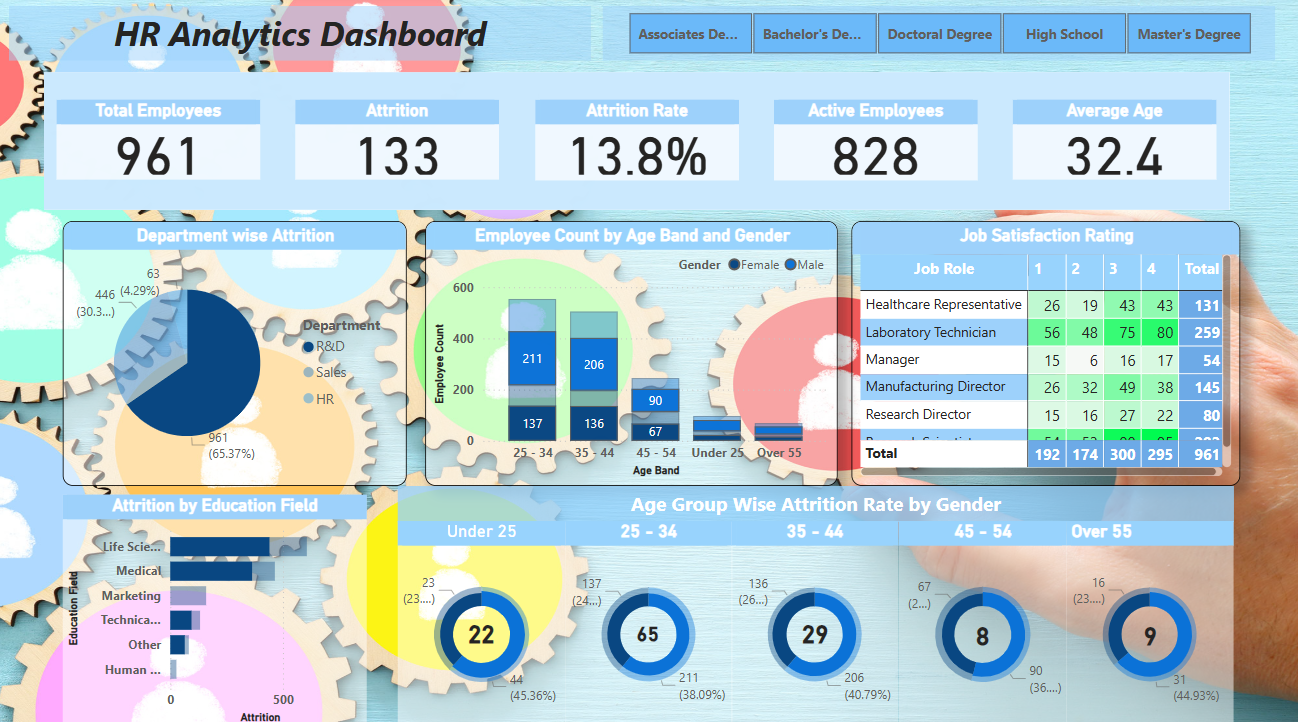 HR Analytics Dashboard
Associates De...
Bachelor's De...
Doctoral Degree
High School
Master's Degree
Total Employees
961
Attrition
133
Attrition Rate
13.8%
Active Employees
828
Average Age
32.4
Department wise Attrition
63
(4.29%)
446
(30.3...)
961
(65.37%)
Department
R&D
Sales
HR
Employee Count by Age Band and Gender
Gender Female Male
Employee Count
600
400
200
0
211
206
90
137
136
67
25 - 34
35 - 44
45 - 54
Under 25
Over 55
Age Band
Job Satisfaction Rating
Job Role 1 2 3 4 Total
Healthcare Representative 26 19 43 43 131
Laboratory Technician 56 48 75 80 259
Manager 15 6 16 17 54
Manufacturing Director 26 32 49 38 145
Research Director 15 16 27 22 80
Total 192 174 300 295 961
Attrition by Education Field
Education Field
Life Scie...
Medical
Marketing
Technica...
Other
Human ...
0
500
Attrition
Age Group Wise Attrition Rate by Gender
Under 25
25 - 34
35 - 44
45 - 54
Over 55
23
(23....)
22
44
(45.36%)
137
(24...)
65
211
(38.09%)
136
(26...)
29
206
(40.79%)
67
(2...)
8
90
(36....)
16
(23....)
9
31
(44.93%)